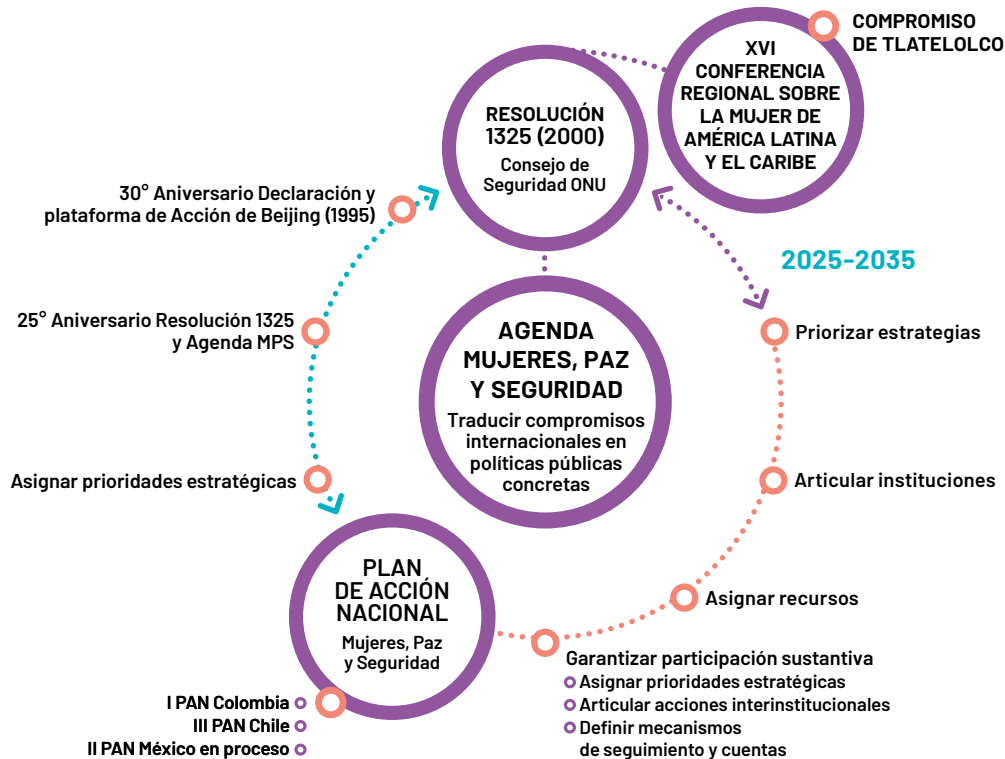 COMPROMISO
DE TLATELOLCO
XVI
CONFERENCIA
REGIONAL SOBRE
LA MUJER DE
AMÉRICA LATINA
Y EL CARIBE
RESOLUCIÓN
1325 (2000)
Consejo de
Seguridad ONU
30° Aniversario Declaración y
plataforma de Acción de Beijing (1995)
2025-2035
25° Aniversario Resolución 1325
y Agenda MPS
AGENDA
MUJERES, PAZ
Y SEGURIDAD
Traducir compromisos
internacionales en
políticas públicas
concretas
Priorizar estrategias
Asignar prioridades estratégicas
Articular instituciones
PLAN
DE ACCIÓN
NACIONAL
Mujeres, Paz
y Seguridad
Asignar recursos
Garantizar participación sustantiva
Asignar prioridades estratégicas
Articular acciones interinstitucionales
Definir mecanismos
de seguimiento y cuentas
I PAN Colombia
III PAN Chile
II PAN México en proceso